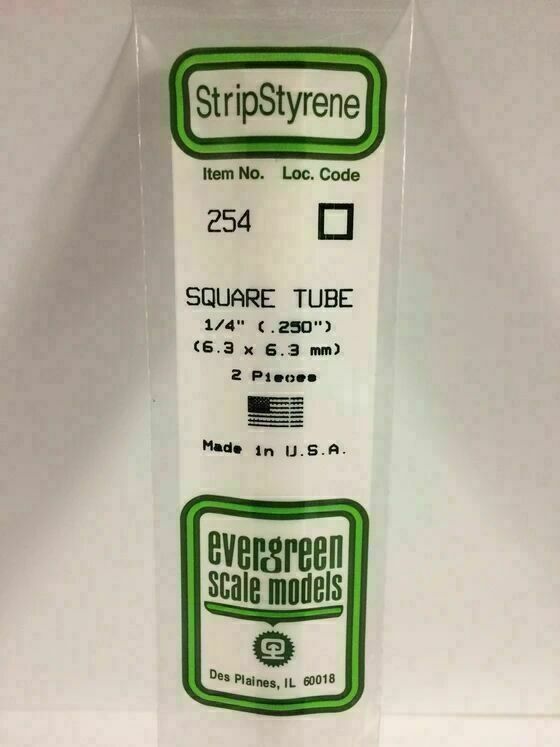 StripStyrene
Item No. Loc. Code
254
SQUARE TUBE
1/4" (.250")
(6.3 x 6.3 mm)
2 Pieces
Made in U.S.A.
evergreen
scale models
Des Plaines, IL 60018